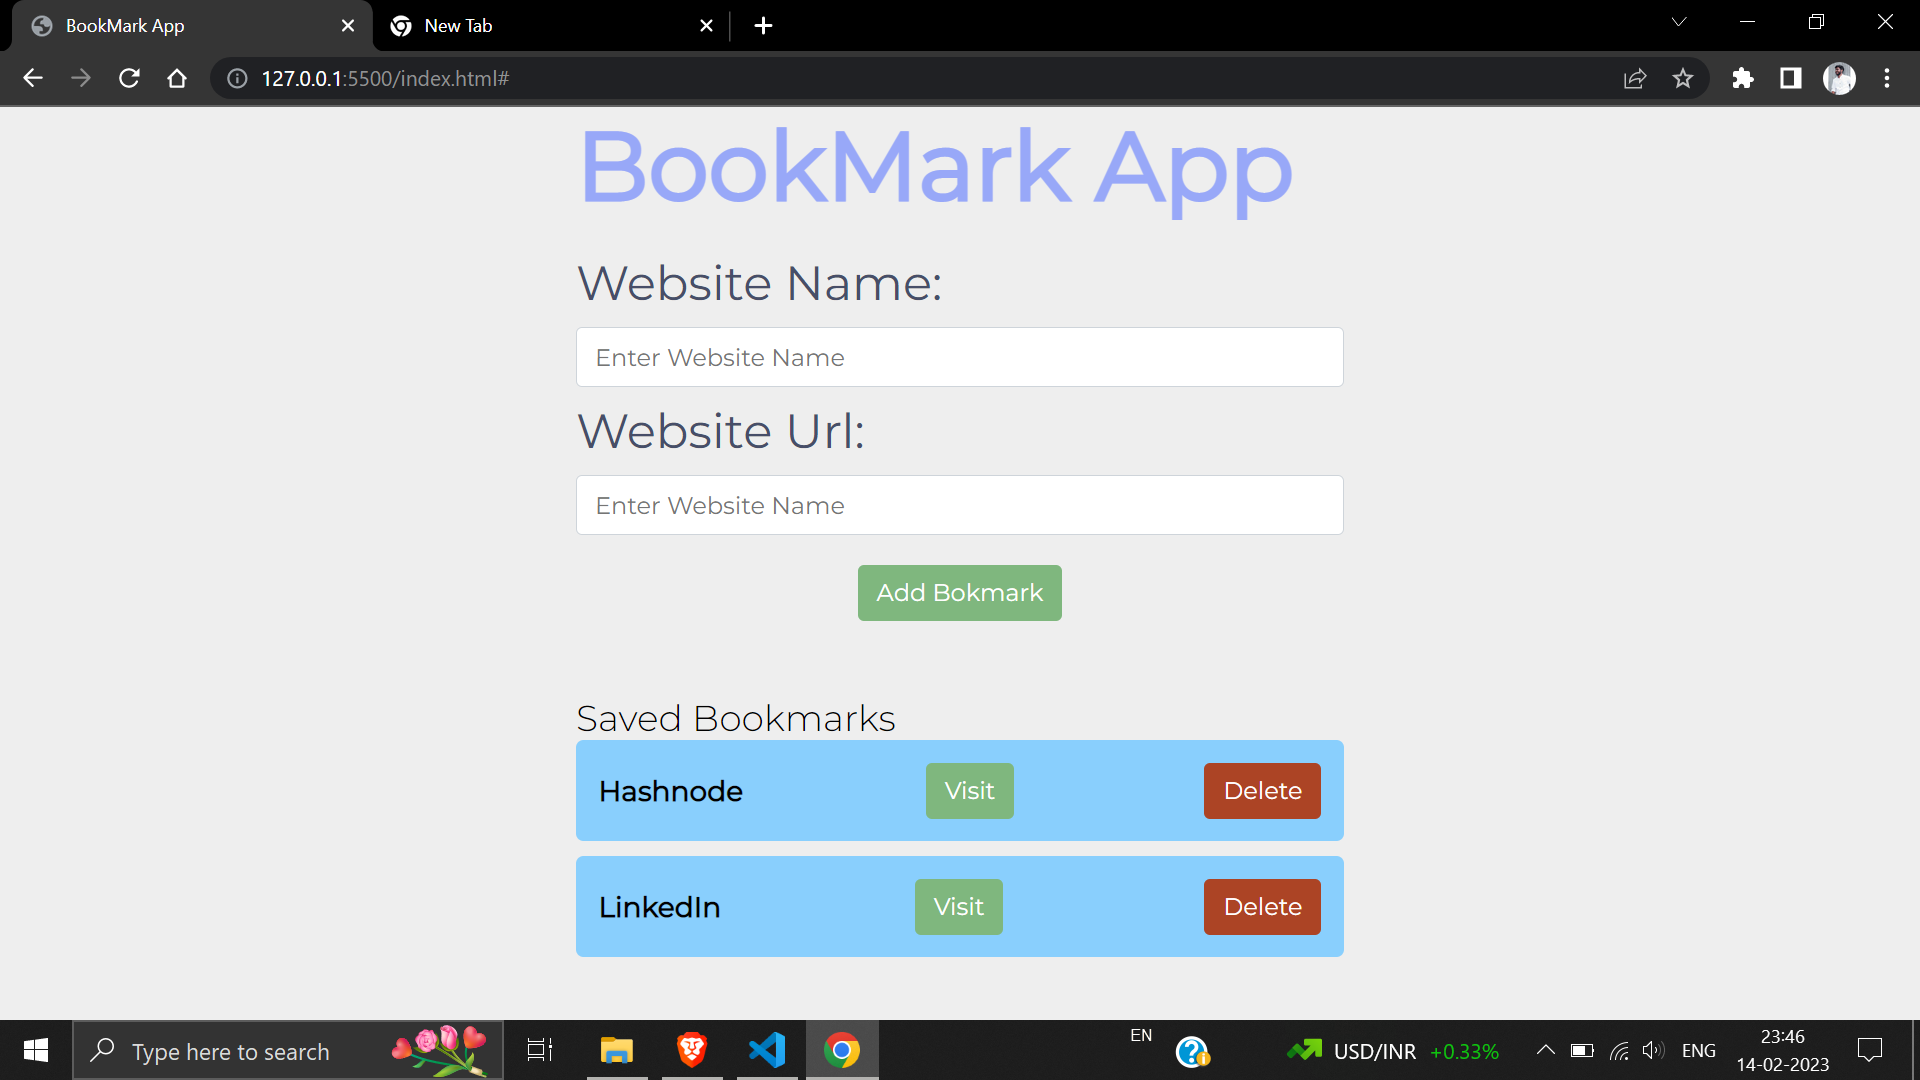 BookMark App
New Tab
127.0.0.1:5500/index.html#
BookMark App
Website Name:
Enter Website Name
Website Url:
Enter Website Name
Add Bokmark
Saved Bookmarks
Hashnode Visit Delete
LinkedIn Visit Delete
Type here to search
EN
USD/INR +0.33%
ENG
23:46
14-02-2023